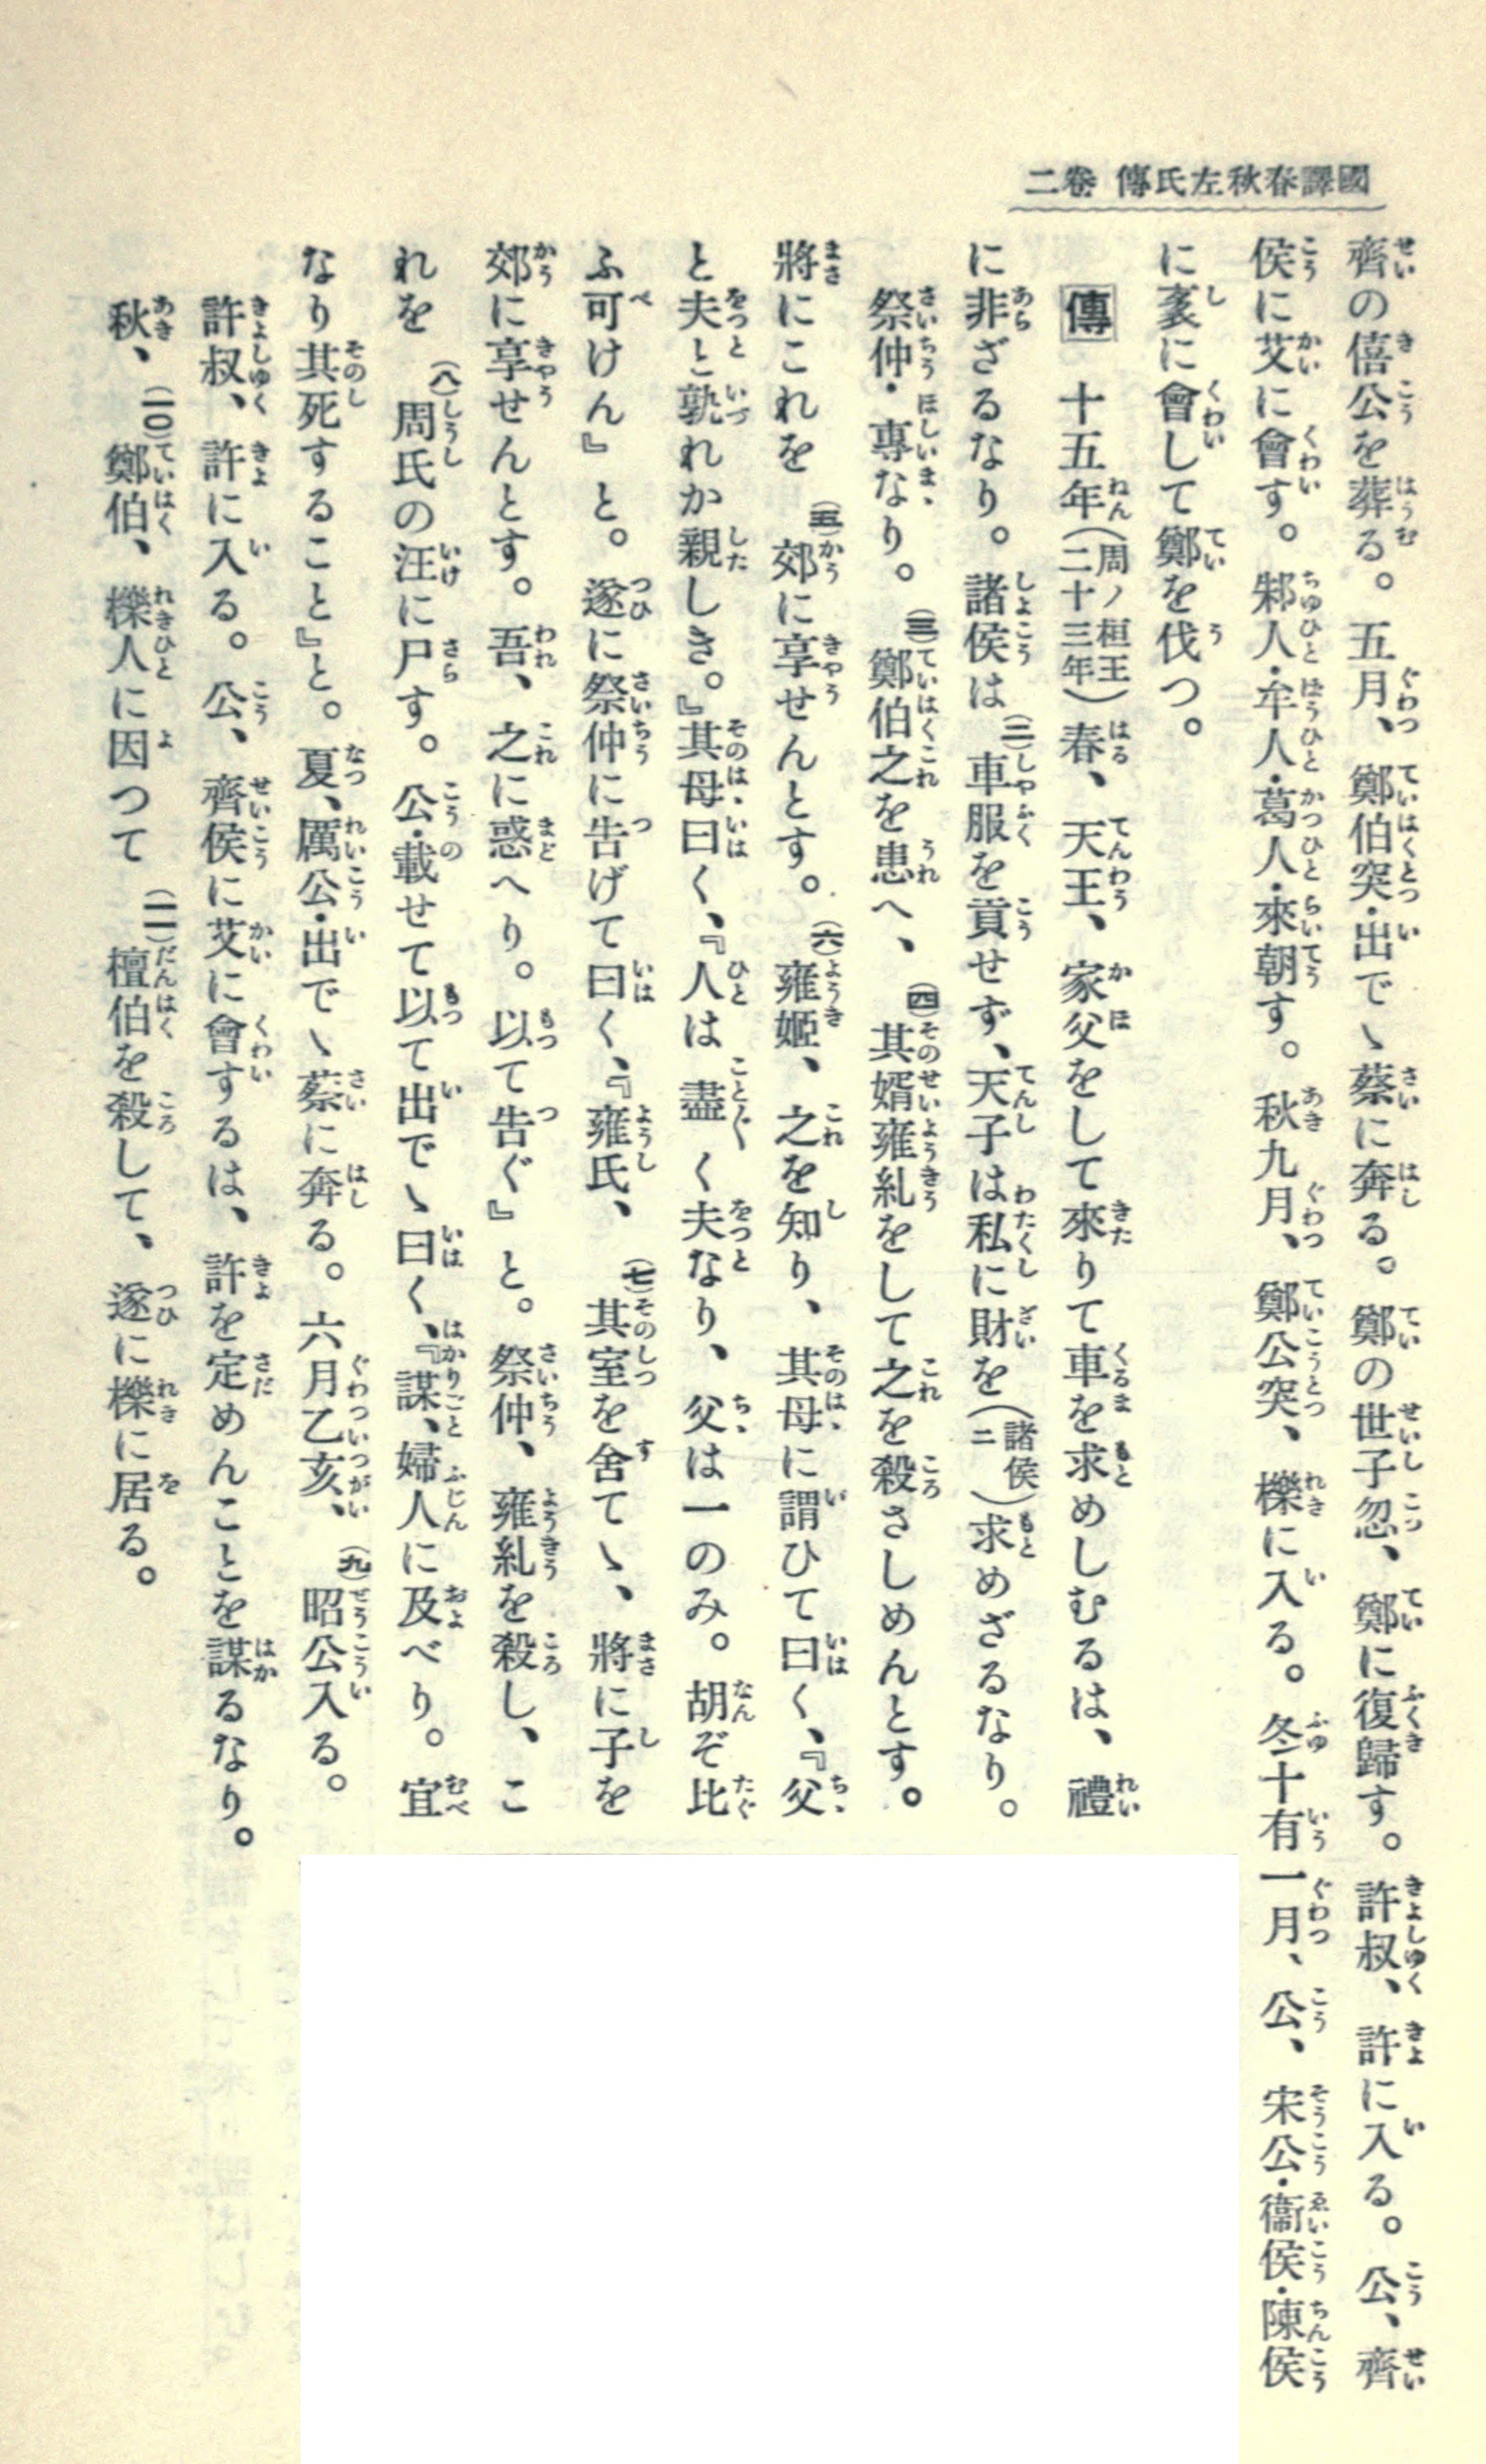 國譯春秋左氏傳 卷二
齊の僖公を葬る。五月、鄭伯突・出でゝ蔡に奔る。鄭の世子忽、鄭に復歸す。許叔、許に入る。公、齊
侯に艾に會す。邾人・牟人・葛人・來朝す。秋九月、鄭公突、櫟に入る。冬十有一月、公、宋公・衞侯・陳侯
に袲に會して鄭を伐つ。
傳 十五年(周ノ桓王二十三年)春、天王、家父をして來りて車を求めしむるは、禮
に非ざるなり。諸侯は(二)車服を貢せず、天子は私に財を(諸侯ニ)求めざるなり。
祭仲・專なり。(三)鄭伯之を患へ、(四)其婿雍糺をして之を殺さしめんとす。
將にこれを(五)郊に享せんとす。(六)雍姬、之を知り、其母に謂ひて曰く、『父
と夫と孰れか親しき。』其母曰く、『人は盡〲く夫なり、父は一のみ。胡ぞ比
ふ可けん』と。遂に祭仲に告げて曰く、『雍氏、(七)其室を舍てゝ、將に子を
郊に享せんとす。吾、之に惑へり。以て告ぐ』と。祭仲、雍糺を殺し、こ
れを(八)周氏の汪に尸す。公・載せて以て出でゝ曰く、『謀、婦人に及べり。宜
なり其死すること』と。夏、厲公・出でゝ蔡に奔る。六月乙亥、(九)昭公入る。
許叔、許に入る。公、齊侯に艾に會するは、許を定めんことを謀るなり。
秋、(一〇)鄭伯、櫟人に因つて(一一)檀伯を殺して、遂に櫟に居る。